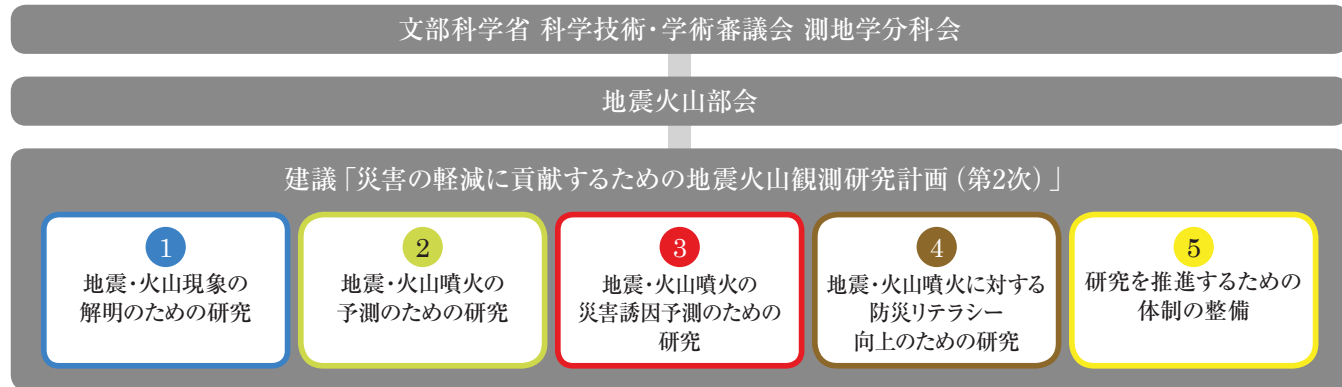 文部科学省 科学技術・学術審議会 測地学分科会
地震火山部会
建議「災害の軽減に貢献するための地震火山観測研究計画（第2次）」
1
地震・火山現象の
解明のための研究
2
地震・火山噴火の
予測のための研究
3
地震・火山噴火の
災害誘因予測のための
研究
4
地震・火山噴火に対する
防災リテラシー
向上のための研究
5
研究を推進するための
体制の整備